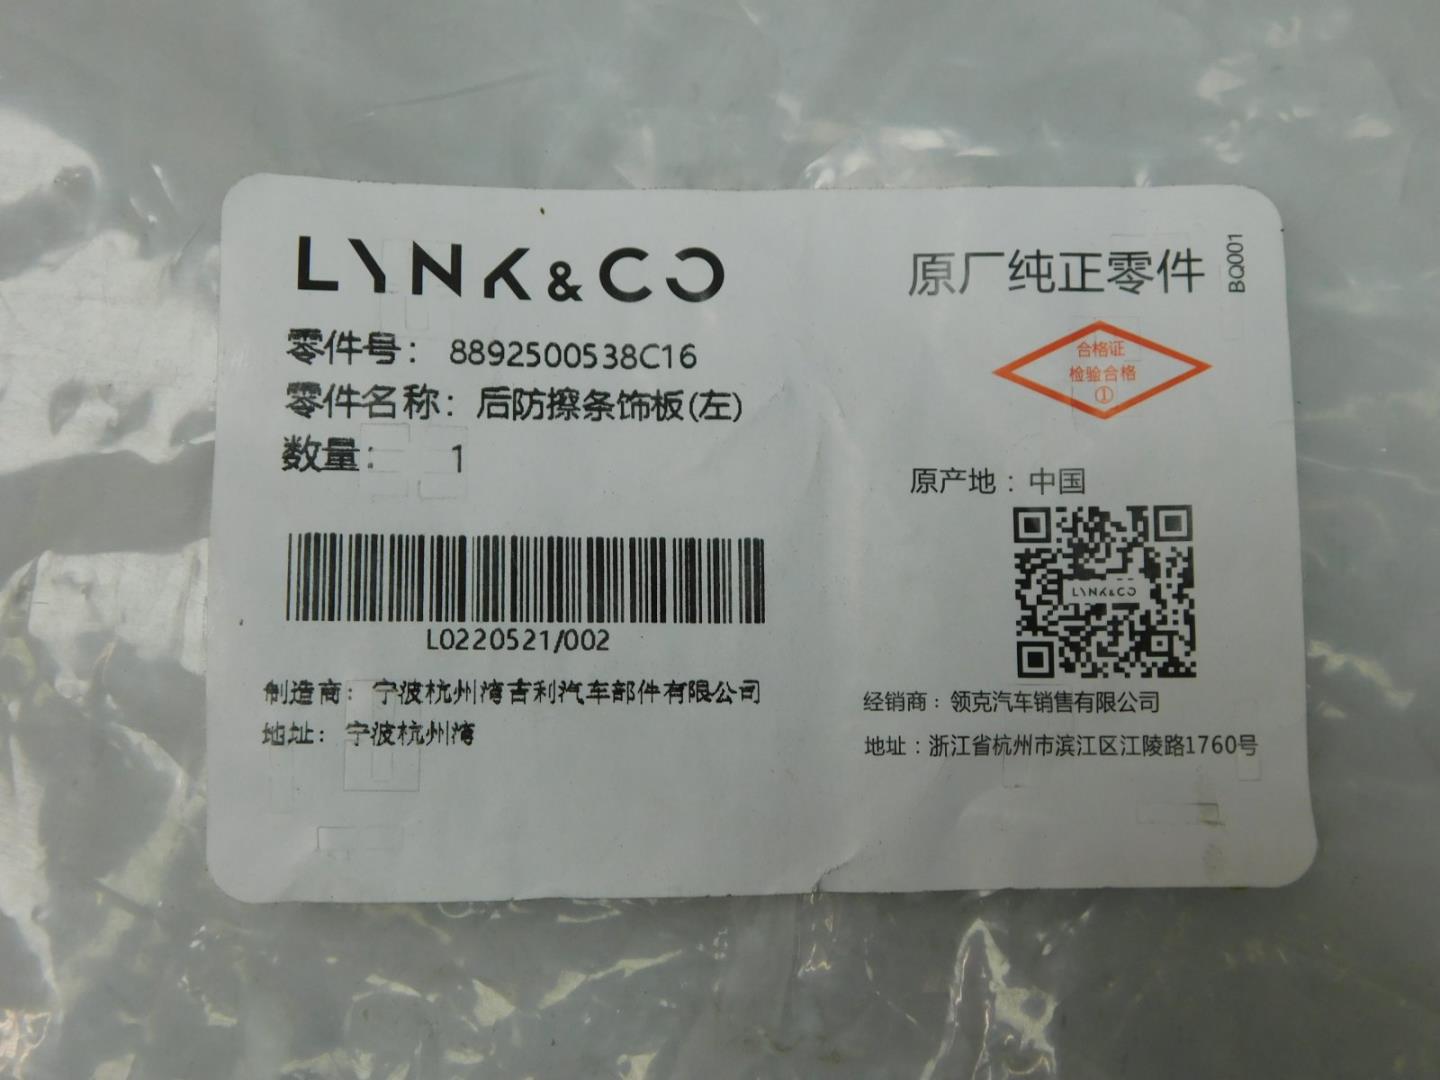 LYNK&CO
原厂纯正零件
BQ001
零件号： 8892500538C16
零件名称： 后防擦条饰板(左)
数量： 1
合格证
检验合格
①
原产地：中国
LYNK&CO
L0220521/002
制造商： 宁波杭州湾吉利汽车部件有限公司
地址： 宁波杭州湾
经销商：领克汽车销售有限公司
地址：浙江省杭州市滨江区江陵路1760号